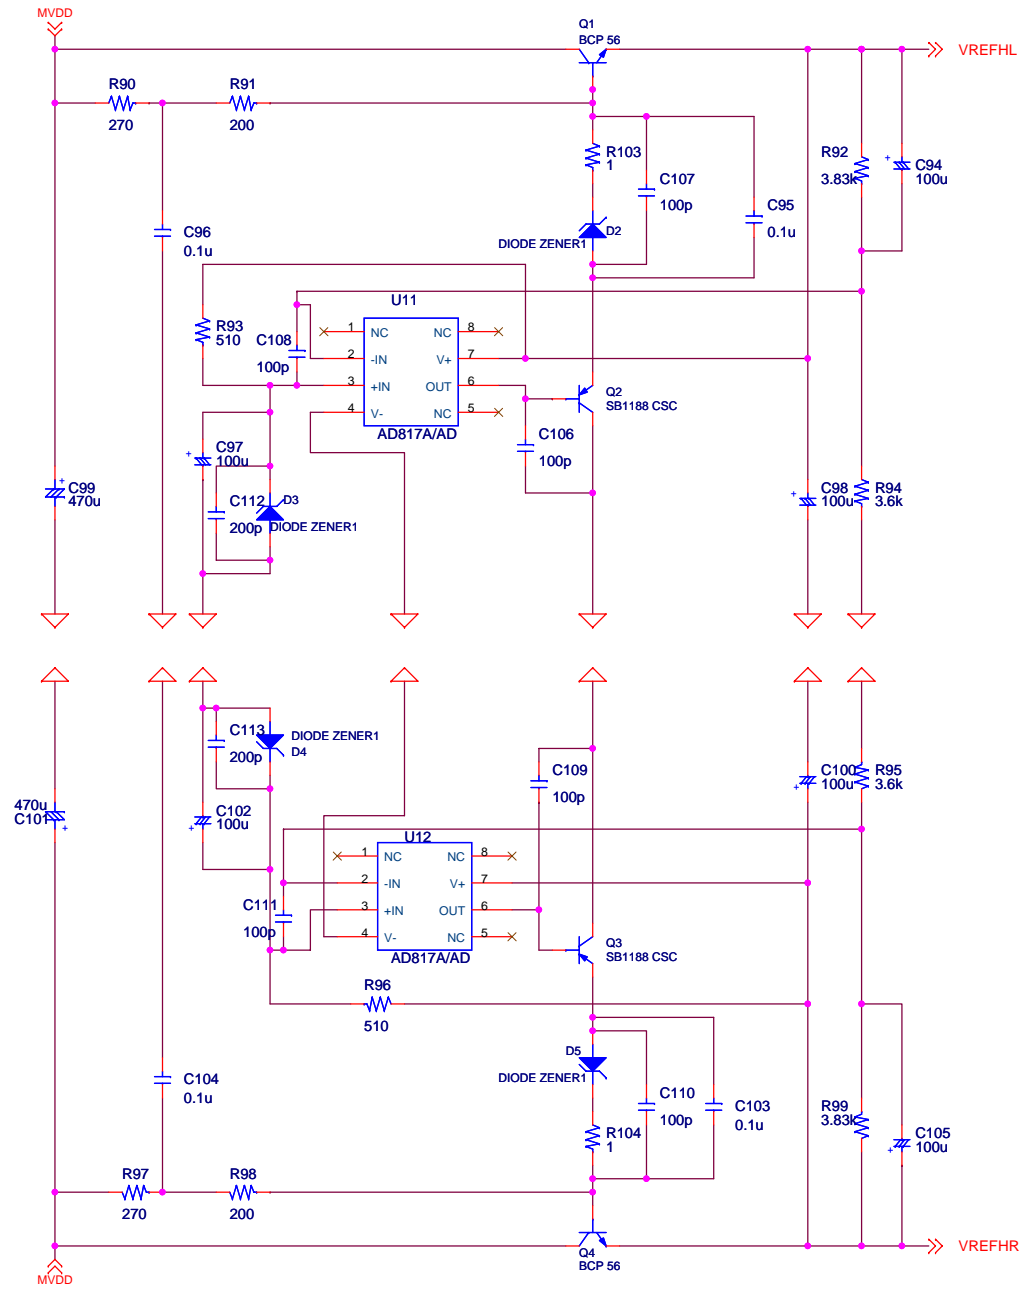 MVDD
Q1
BCP 56
VREFHL
R90
270
R91
200
R103
1
C107
100p
C95
0.1u
R92
3.83k
C94
100u
C96
0.1u
D2
DIODE ZENER1
U11
R93
510
C108
100p
1 NC
2 -IN
3 +IN
4 V-
NC 8
V+ 7
OUT 6
NC 5
AD817A/AD
Q2
SB1188 CSC
C106
100p
C97
100u
C112
200p
D3
DIODE ZENER1
C99
470u
C98
100u
R94
3.6k
C113
200p
DIODE ZENER1
D4
C109
100p
C100
100u
R95
3.6k
470u
C101
C102
100u
U12
1 NC
2 -IN
3 +IN
4 V-
NC 8
V+ 7
OUT 6
NC 5
AD817A/AD
C111
100p
Q3
SB1188 CSC
R96
510
D5
DIODE ZENER1
C104
0.1u
C110
100p
C103
0.1u
R99
3.83k
C105
100u
R104
1
R97
270
R98
200
Q4
BCP 56
VREFHR
MVDD